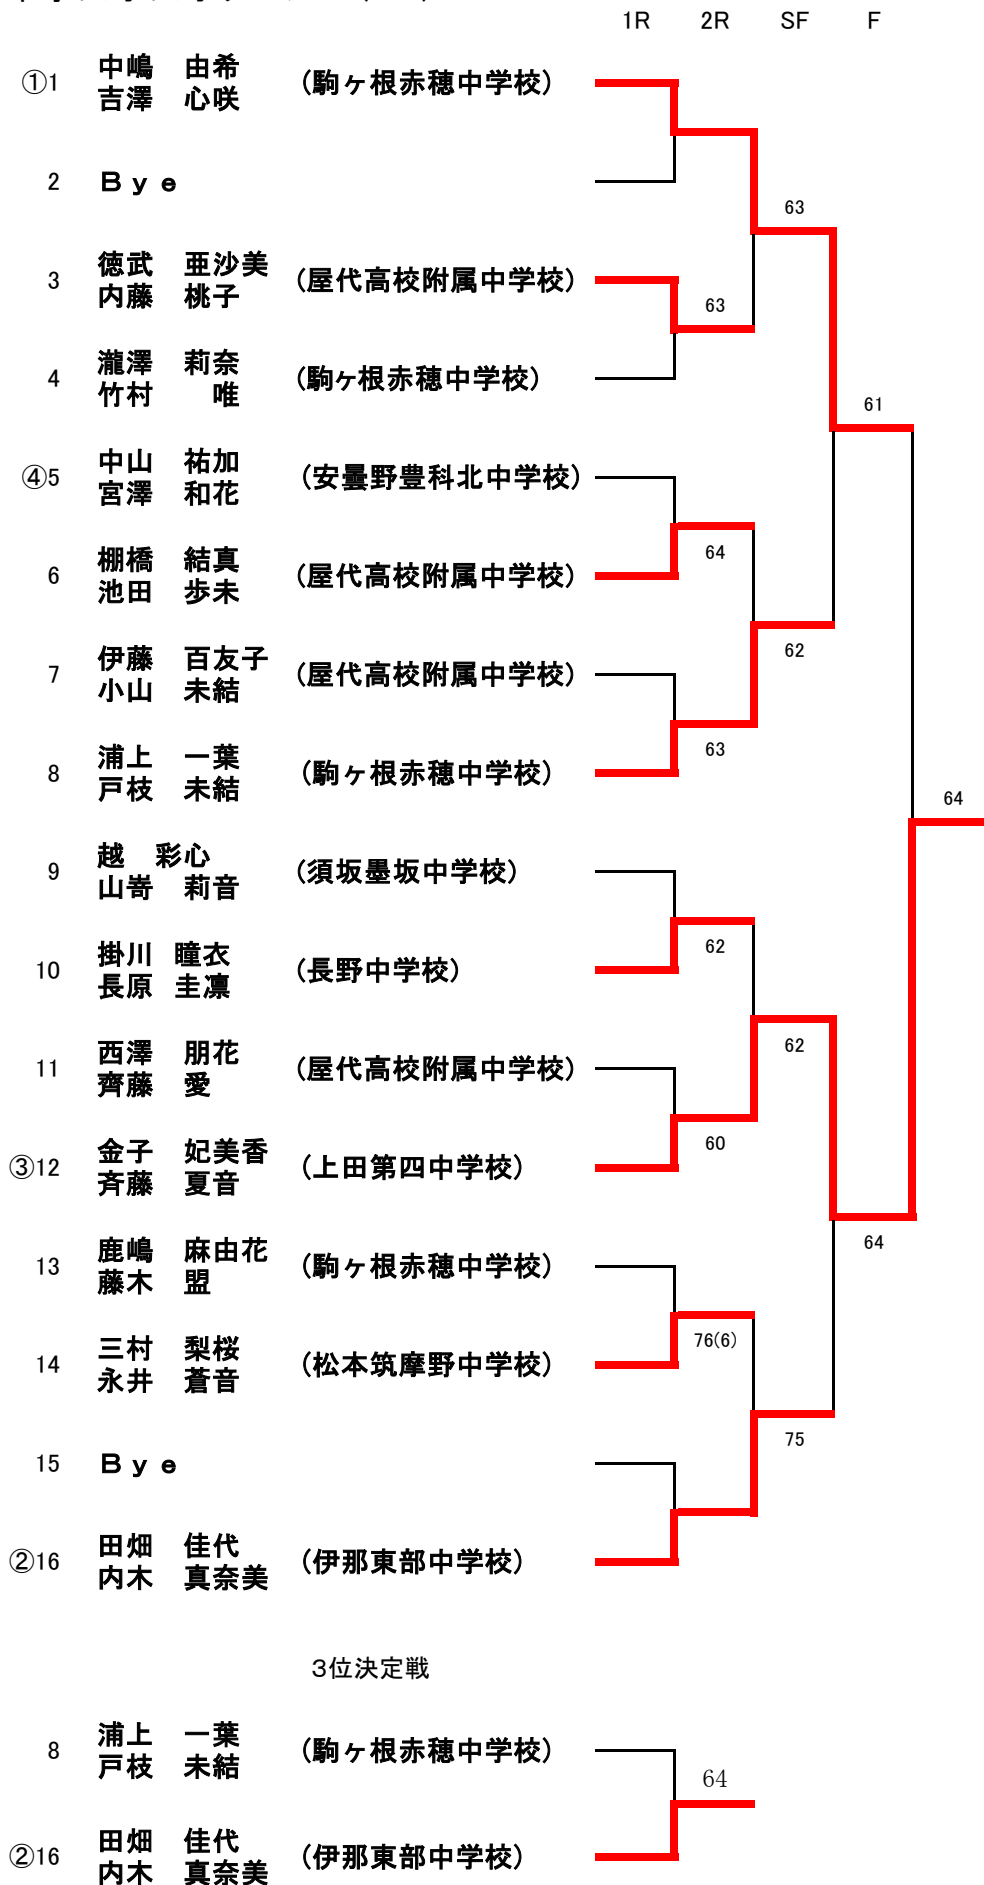 1R 2R SF F
①1 中嶋 由希 (駒ヶ根赤穂中学校)
吉澤 心咲
2 Ｂｙｅ
63
3 徳武 亜沙美 (屋代高校附属中学校)
内藤 桃子
63
4 瀧澤 莉奈 (駒ヶ根赤穂中学校)
竹村 唯
61
④5 中山 祐加 (安曇野豊科北中学校)
宮澤 和花
64
6 棚橋 結真 (屋代高校附属中学校)
池田 歩未
62
7 伊藤 百友子 (屋代高校附属中学校)
小山 未結
63
8 浦上 一葉 (駒ヶ根赤穂中学校)
戸枝 未結
64
9 越 彩心 (須坂墨坂中学校)
山嵜 莉音
62
10 掛川 瞳衣 (長野中学校)
長原 圭凛
62
11 西澤 朋花 (屋代高校附属中学校)
齊藤 愛
60
③12 金子 妃美香 (上田第四中学校)
斉藤 夏音
64
13 鹿嶋 麻由花 (駒ヶ根赤穂中学校)
藤木 盟
76(6)
14 三村 梨桜 (松本筑摩野中学校)
永井 蒼音
75
15 Ｂｙｅ
②16 田畑 佳代 (伊那東部中学校)
内木 真奈美
3位決定戦
8 浦上 一葉 (駒ヶ根赤穂中学校)
戸枝 未結
64
②16 田畑 佳代 (伊那東部中学校)
内木 真奈美